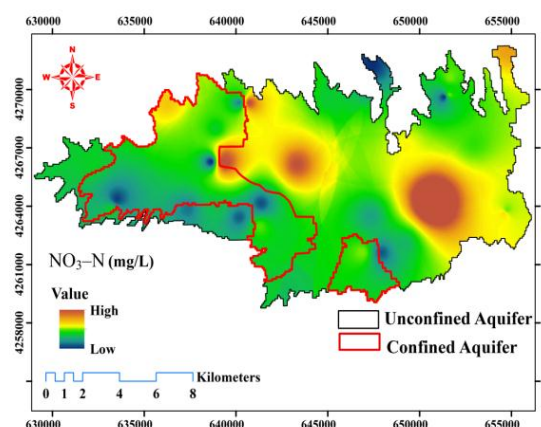 630000 635000 640000 645000 650000 655000
N
W E
S
4270000
4267000
4264000
4261000
4258000
NO₃–N (mg/L)
Value
High
Low
Unconfined Aquifer
Confined Aquifer
Kilometers
0 1 2 4 6 8
630000 635000 640000 645000 650000 655000